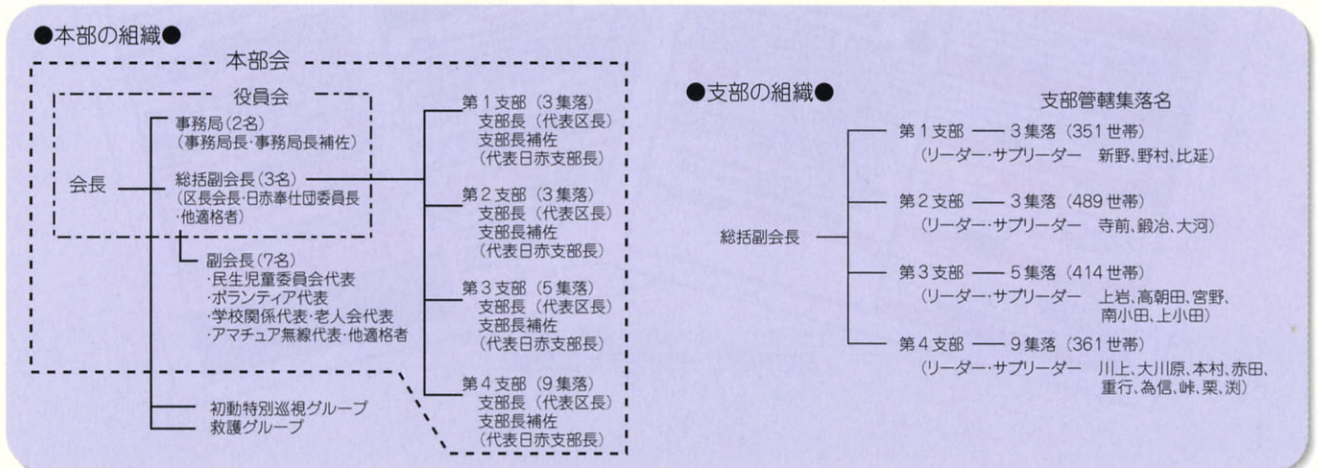 ●本部の組織●
本部会
役員会
事務局(2名)
(事務局長・事務局長補佐)
会長
総括副会長(3名)
(区長会長・日赤奉仕団委員長
・他適格者)
副会長(7名)
・民生児童委員会代表
・ボランティア代表
・学校関係代表・老人会代表
・アマチュア無線代表・他適格者
初動特別巡視グループ
救護グループ
第1支部(3集落)
支部長(代表区長)
支部長補佐
(代表日赤支部長)
第2支部(3集落)
支部長(代表区長)
支部長補佐
(代表日赤支部長)
第3支部(5集落)
支部長(代表区長)
支部長補佐
(代表日赤支部長)
第4支部(9集落)
支部長(代表区長)
支部長補佐
(代表日赤支部長)
●支部の組織●
支部管轄集落名
総括副会長
第1支部 3集落(351世帯)
(リーダー・サブリーダー 新野、野村、比延)
第2支部 3集落(489世帯)
(リーダー・サブリーダー 寺前、鍛冶、大河)
第3支部 5集落(414世帯)
(リーダー・サブリーダー 上岩、高朝田、宮野、
南小田、上小田)
第4支部 9集落(361世帯)
(リーダー・サブリーダー 川上、大川原、本村、赤田、
重行、為信、峠、栗、渕)